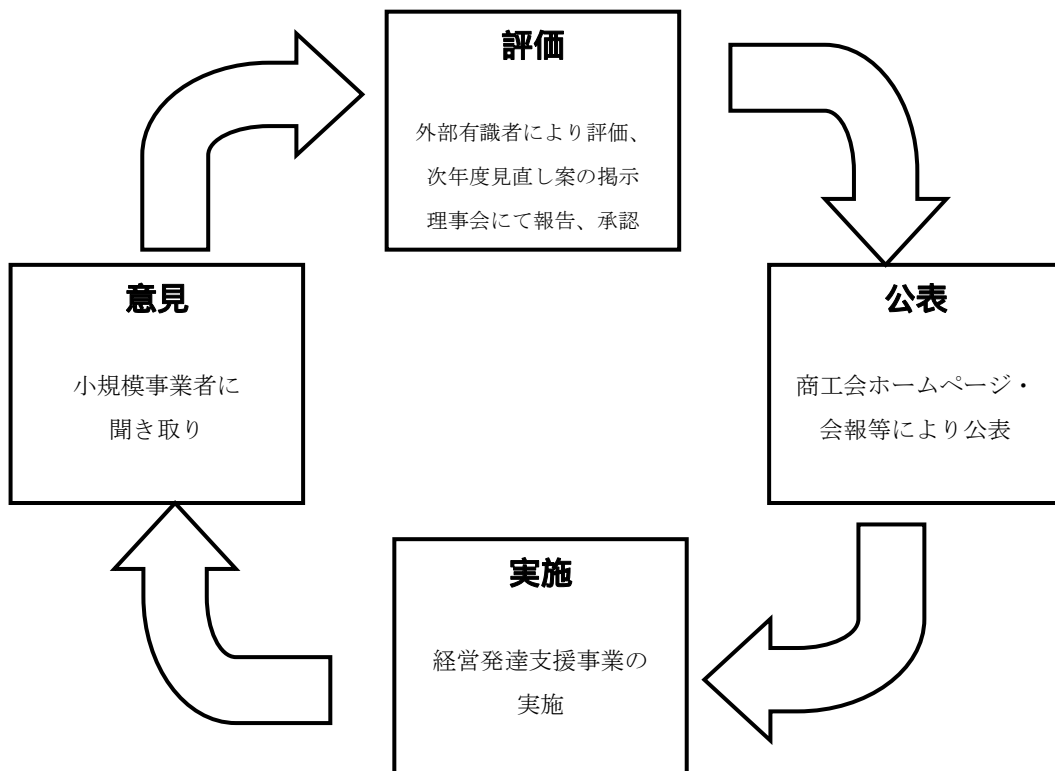 評価
外部有識者により評価、
次年度見直し案の掲示
理事会にて報告、承認
意見
小規模事業者に
聞き取り
公表
商工会ホームページ・
会報等により公表
実施
経営発達支援事業の
実施